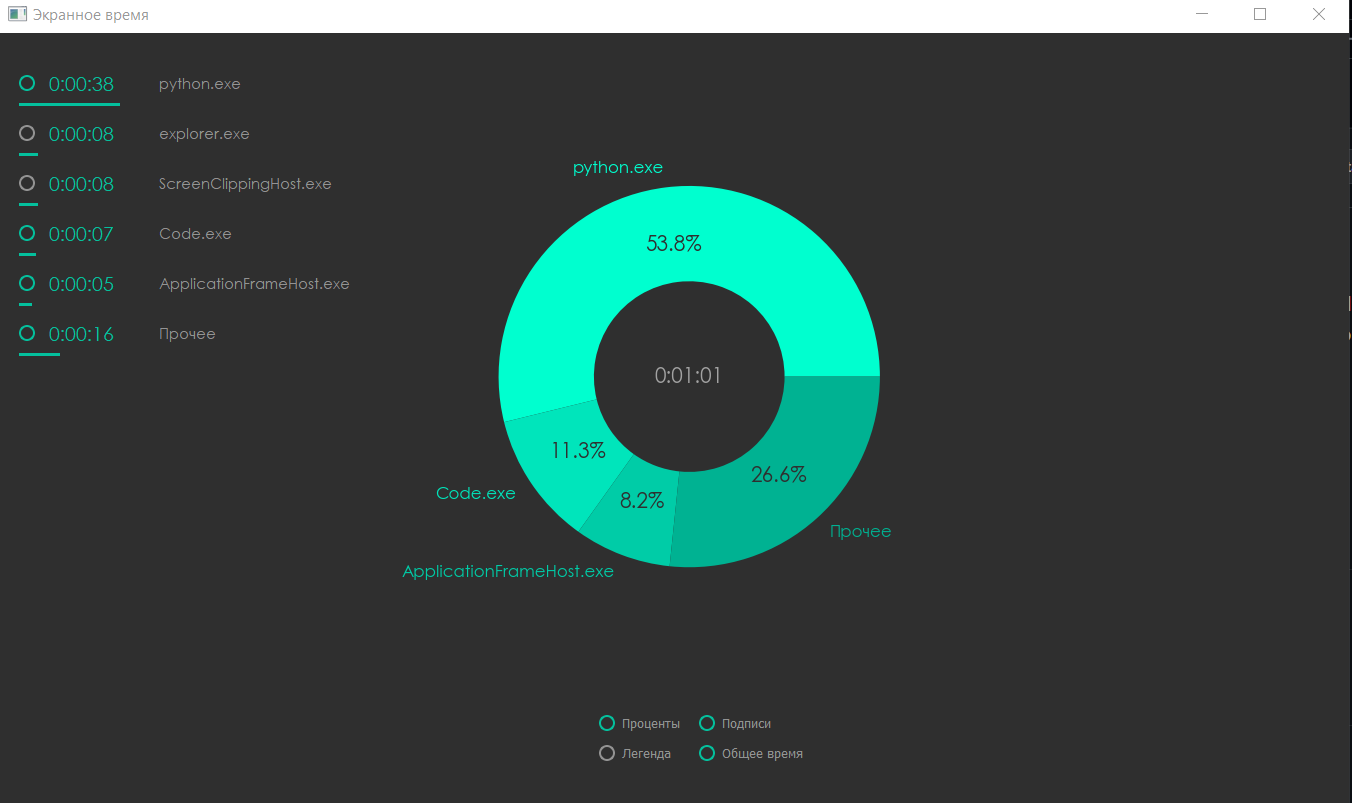 Экранное время
0:00:38 python.exe
0:00:08 explorer.exe
0:00:08 ScreenClippingHost.exe
0:00:07 Code.exe
0:00:05 ApplicationFrameHost.exe
0:00:16 Прочее
python.exe
53.8%
0:01:01
11.3%
26.6%
Code.exe
8.2%
Прочее
ApplicationFrameHost.exe
Проценты Подписи
Легенда Общее время